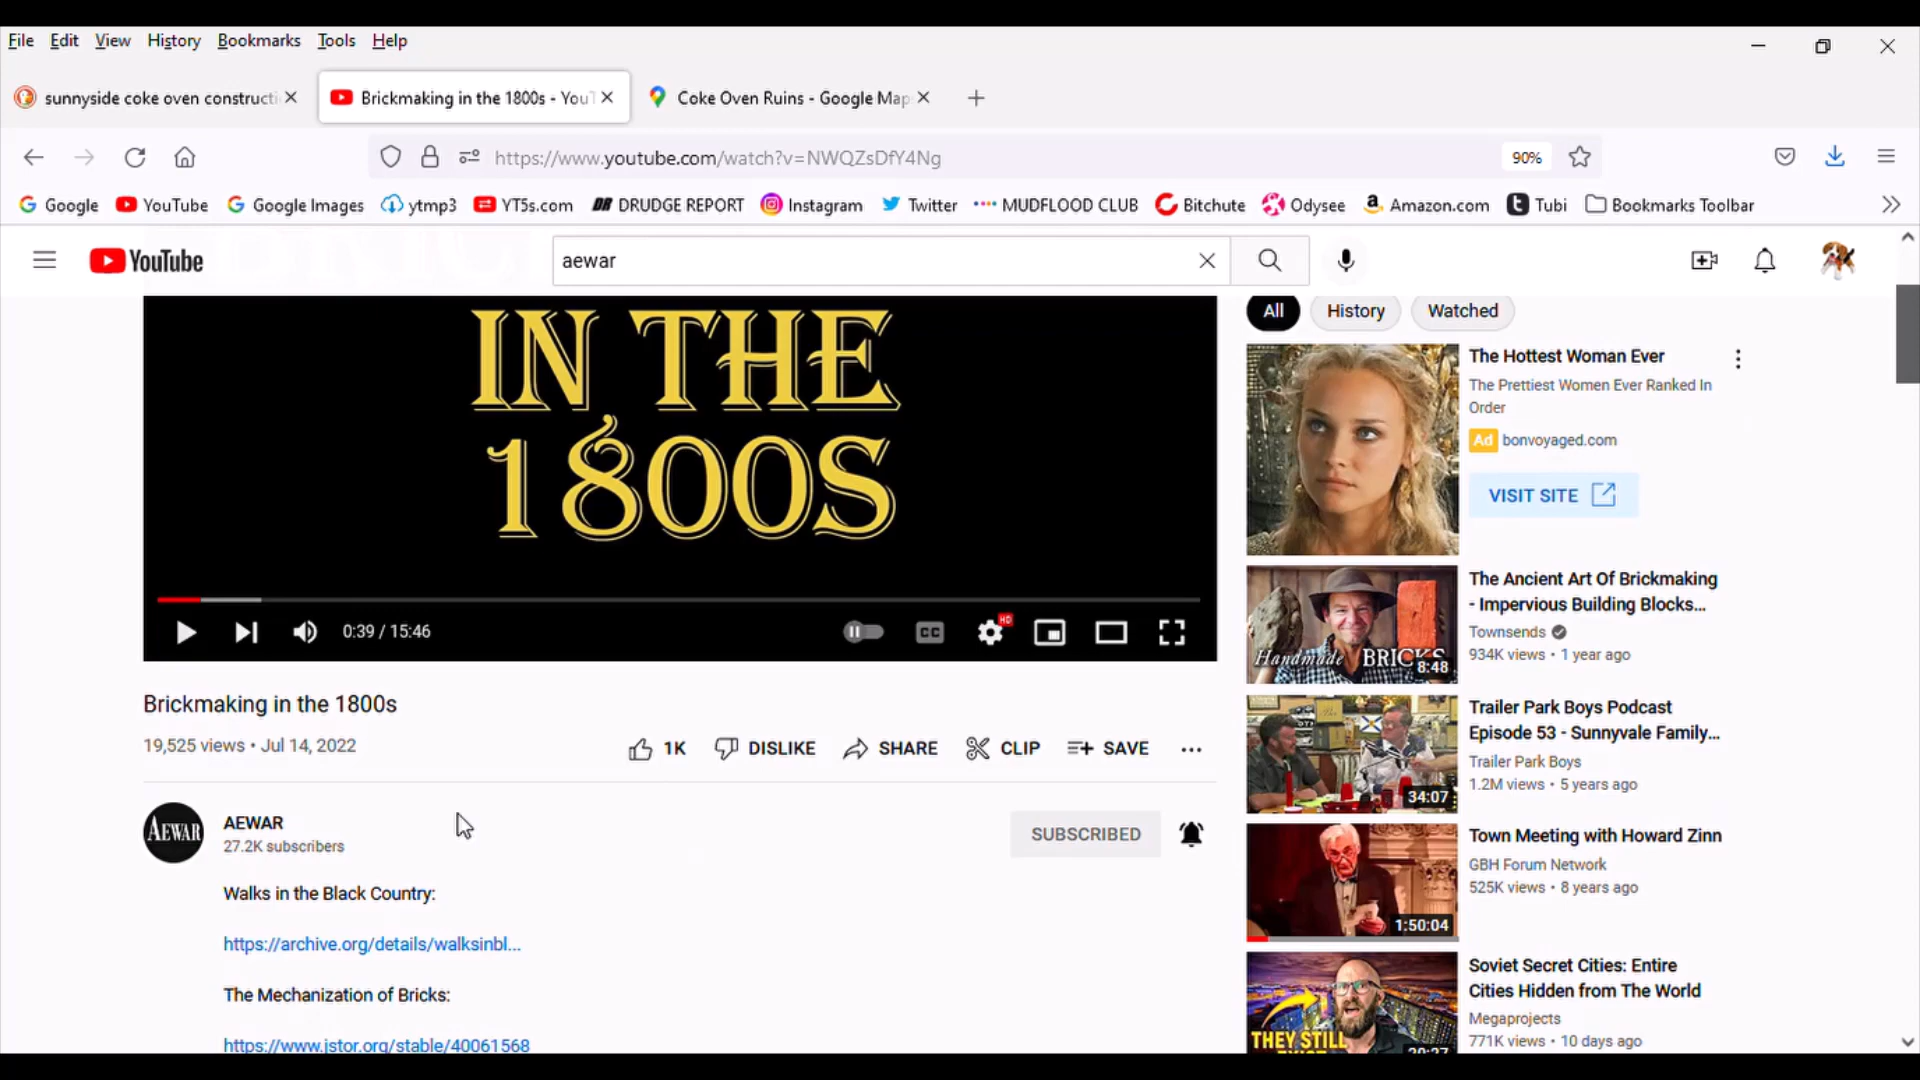 File Edit View History Bookmarks Tools Help
sunnyside coke oven constructi
Brickmaking in the 1800s - YouT
Coke Oven Ruins - Google Map
https://www.youtube.com/watch?v=NWQZsDfY4Ng
90%
Google YouTube Google Images ytmp3 YT5s.com DRUDGE REPORT Instagram Twitter MUDFLOOD CLUB Bitchute Odysee Amazon.com Tubi Bookmarks Toolbar
YouTube
aewar
IN THE
1800S
0:39 / 15:46
CC
HD
Brickmaking in the 1800s
19,525 views • Jul 14, 2022
1K DISLIKE SHARE CLIP SAVE
AEWAR
AEWAR
27.2K subscribers
SUBSCRIBED
Walks in the Black Country:
https://archive.org/details/walksinbl...
The Mechanization of Bricks:
https://www.jstor.org/stable/40061568
All History Watched
The Hottest Woman Ever
The Prettiest Women Ever Ranked In
Order
Ad bonvoyaged.com
VISIT SITE
Handmade BRICKS
8:48
The Ancient Art Of Brickmaking
- Impervious Building Blocks...
Townsends
934K views • 1 year ago
34:07
Trailer Park Boys Podcast
Episode 53 - Sunnyvale Family...
Trailer Park Boys
1.2M views • 5 years ago
1:50:04
Town Meeting with Howard Zinn
GBH Forum Network
525K views • 8 years ago
THEY STILL
Soviet Secret Cities: Entire
Cities Hidden from The World
Megaprojects
771K views • 10 days ago